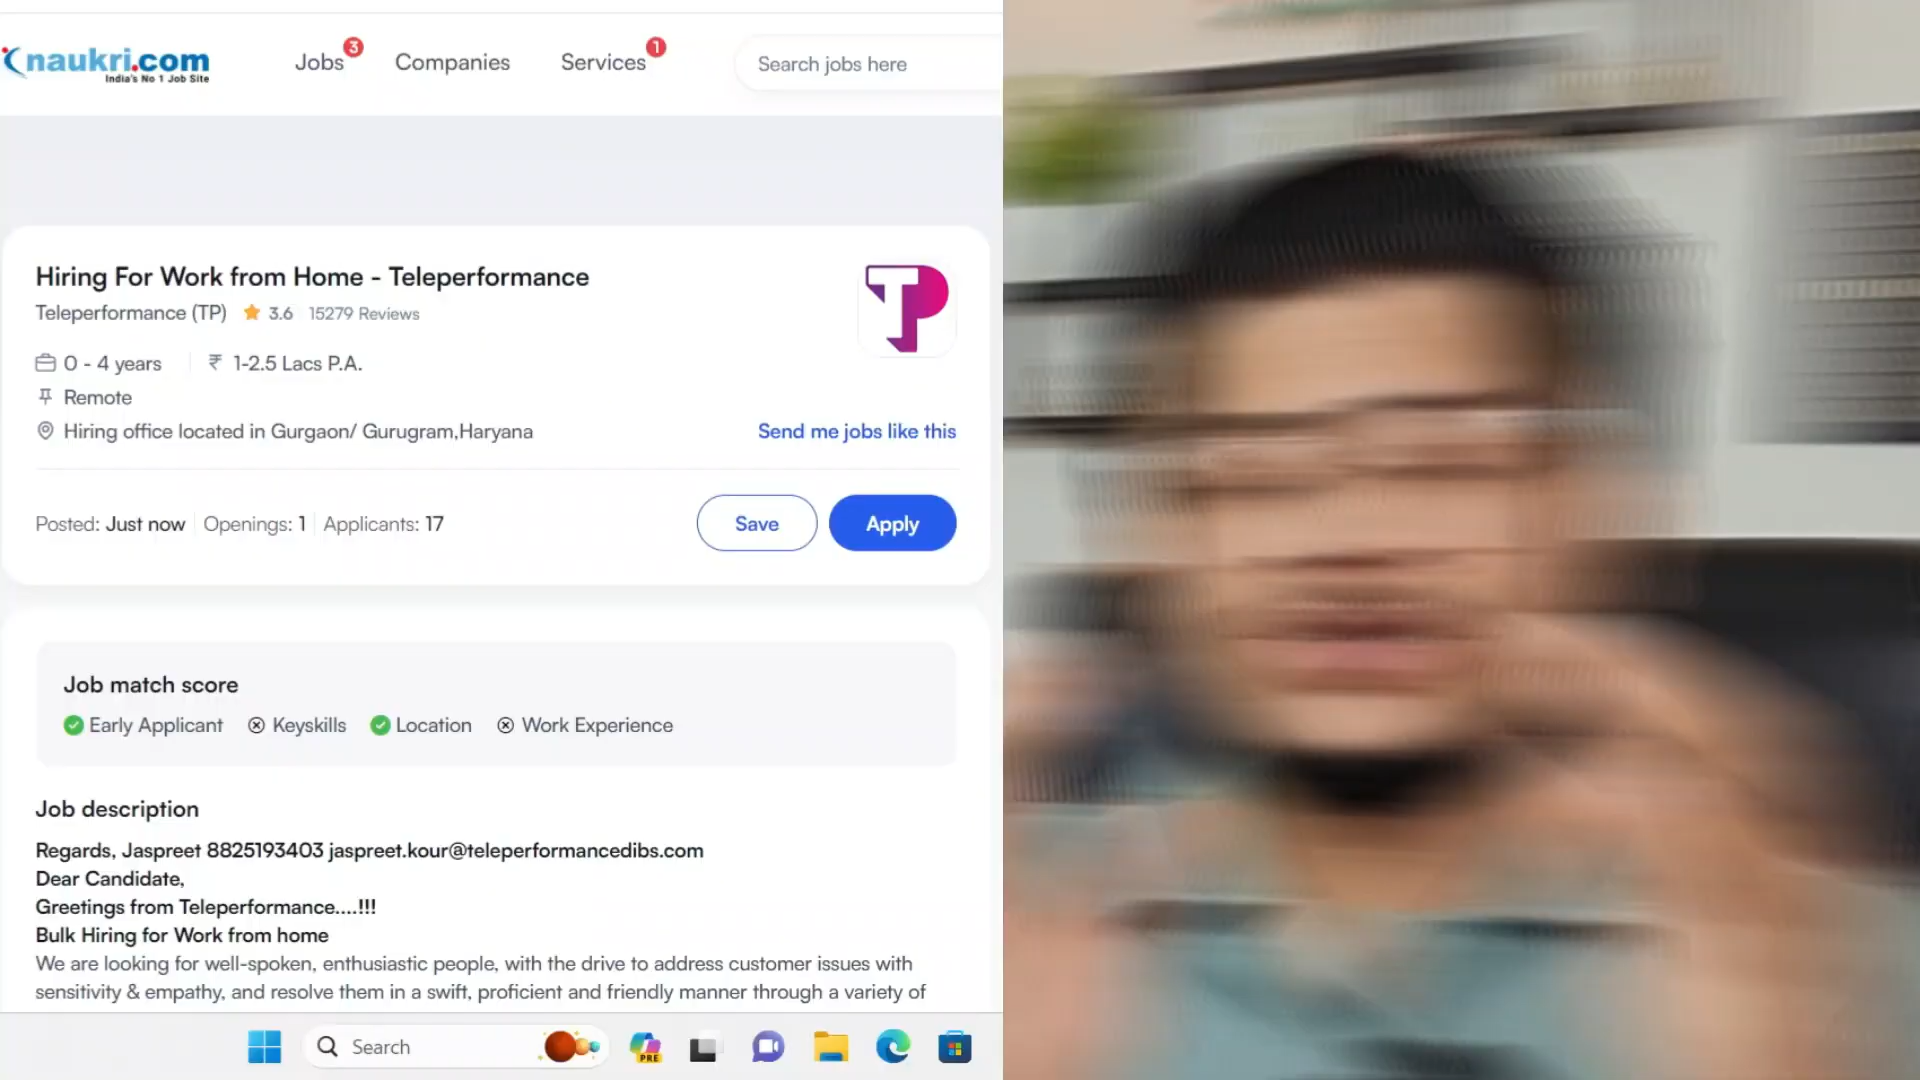 naukri.com
India's No 1 Job Site
Jobs 3
Companies
Services 1
Search jobs here
Hiring For Work from Home - Teleperformance
Teleperformance (TP) 3.6 15279 Reviews
TP
0 - 4 years ₹ 1-2.5 Lacs P.A.
Remote
Hiring office located in Gurgaon/ Gurugram,Haryana
Send me jobs like this
Posted: Just now Openings: 1 Applicants: 17
Save
Apply
Job match score
Early Applicant Keyskills Location Work Experience
Job description
Regards, Jaspreet 8825193403 jaspreet.kour@teleperformancedibs.com
Dear Candidate,
Greetings from Teleperformance....!!!
Bulk Hiring for Work from home
We are looking for well-spoken, enthusiastic people, with the drive to address customer issues with
sensitivity & empathy, and resolve them in a swift, proficient and friendly manner through a variety of
Search
PRE